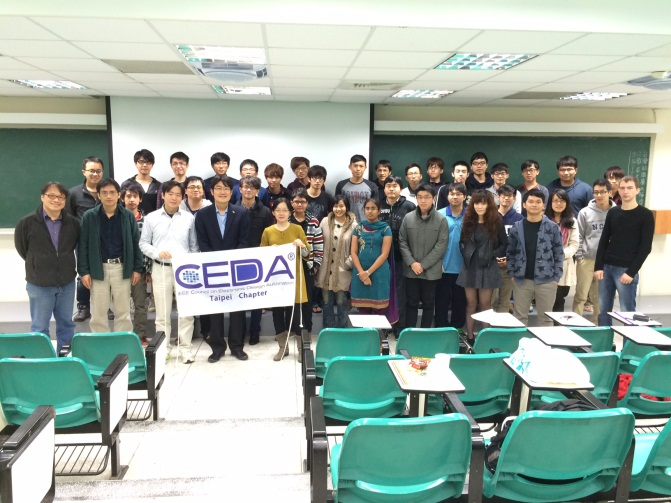 CEDA®
IEEE Council on Electronic Design Automation
Taipei Chapter